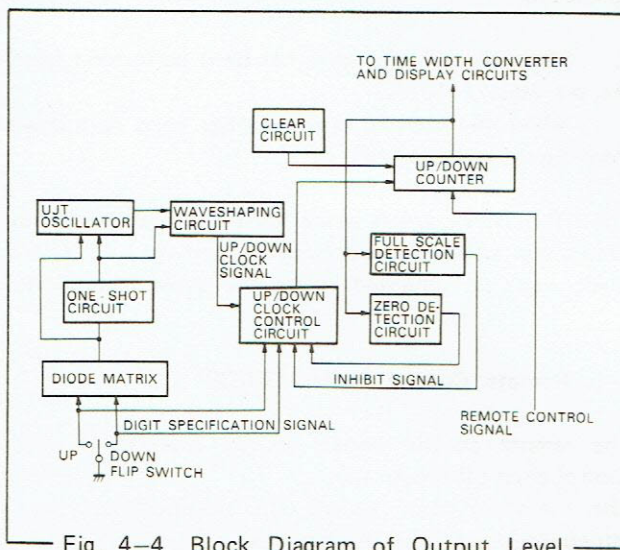 TO TIME WIDTH CONVERTER
AND DISPLAY CIRCUITS
CLEAR
CIRCUIT
UP/DOWN
COUNTER
UJT
OSCILLATOR
WAVESHAPING
CIRCUIT
UP/DOWN
CLOCK
SIGNAL
FULL SCALE
DETECTION
CIRCUIT
ONE-SHOT
CIRCUIT
UP/DOWN
CLOCK
CONTROL
CIRCUIT
ZERO DE-
TECTION
CIRCUIT
DIODE MATRIX
INHIBIT SIGNAL
DIGIT SPECIFICATION SIGNAL
REMOTE CONTROL
SIGNAL
UP
DOWN
FLIP SWITCH
Fig. 4-4 Block Diagram of Output Level